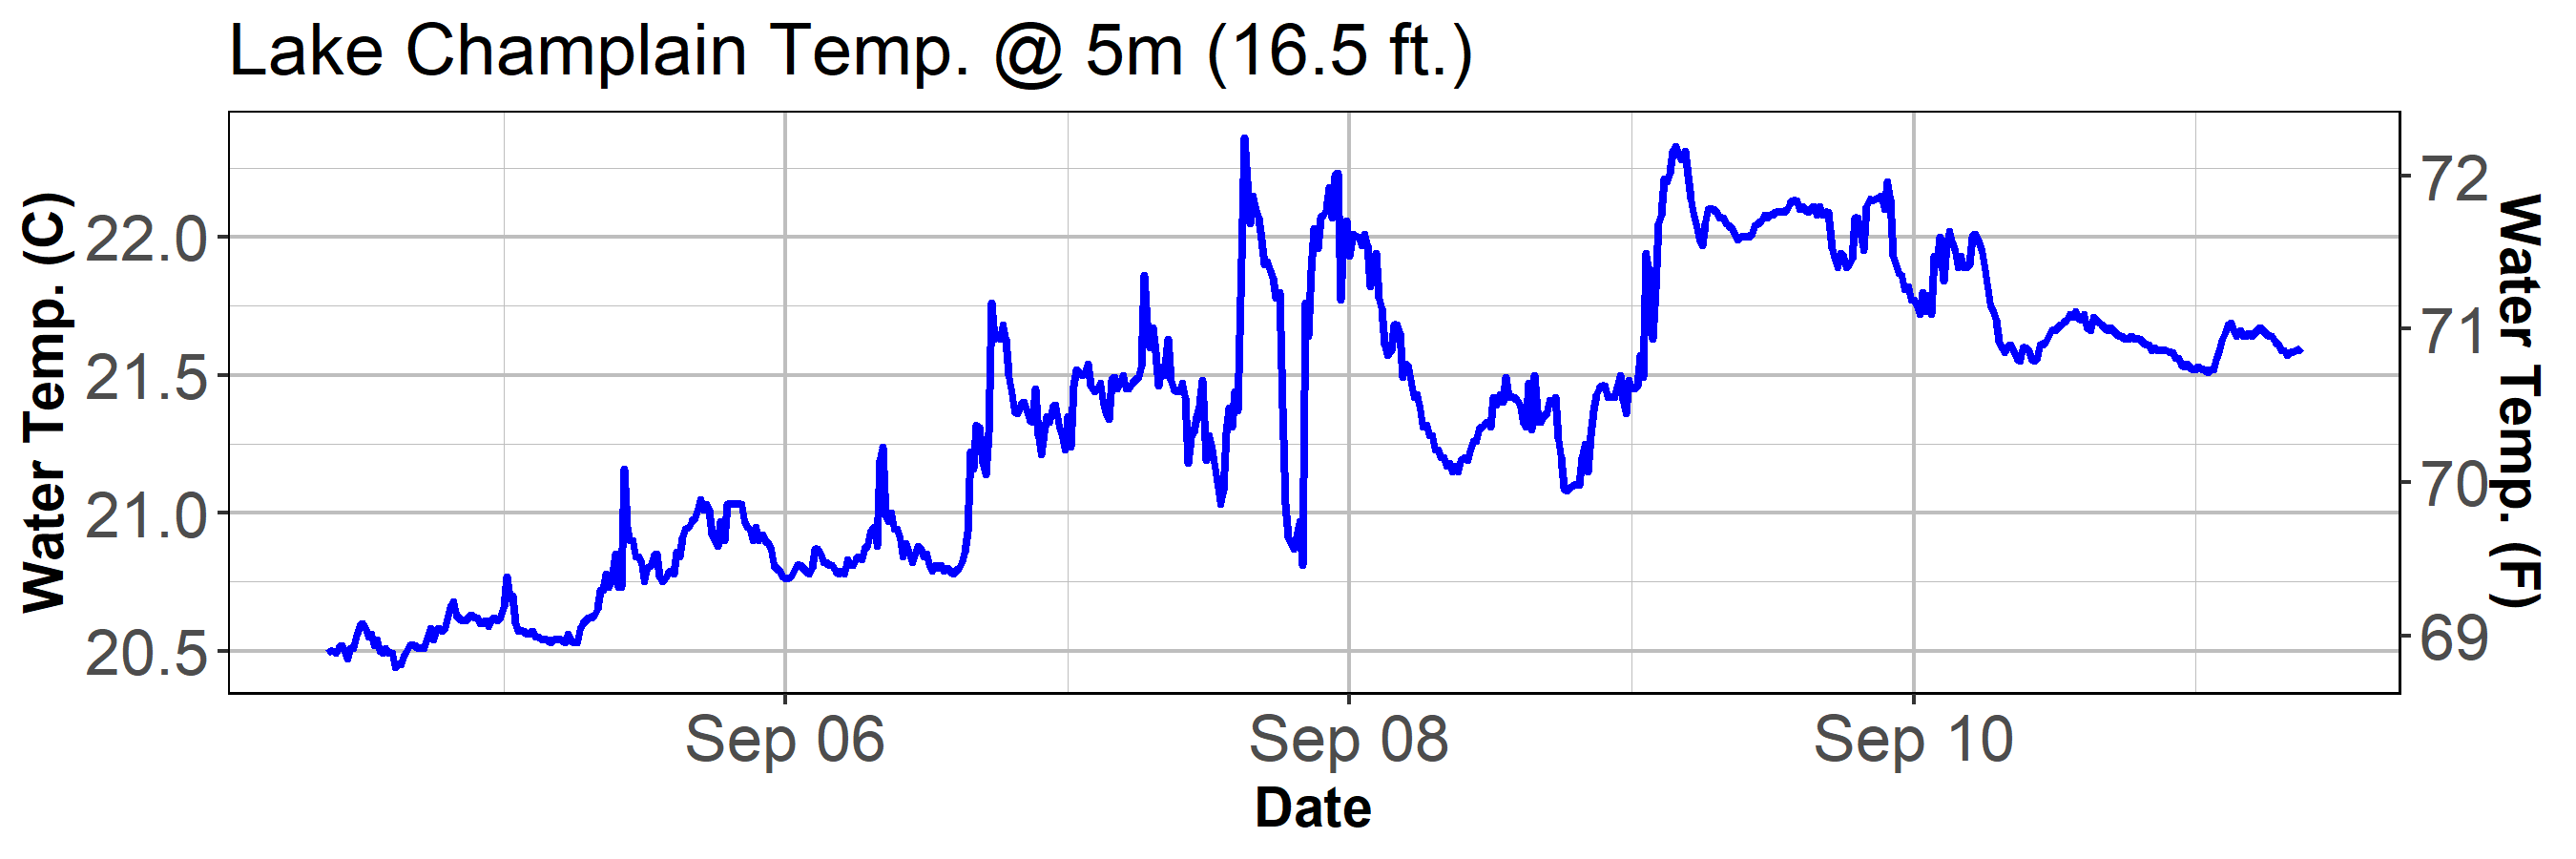 Lake Champlain Temp. @ 5m (16.5 ft.)
Water Temp. (C)
22.0
21.5
21.0
20.5
72
71
70
69
Water Temp. (F)
Sep 06
Sep 08
Sep 10
Date